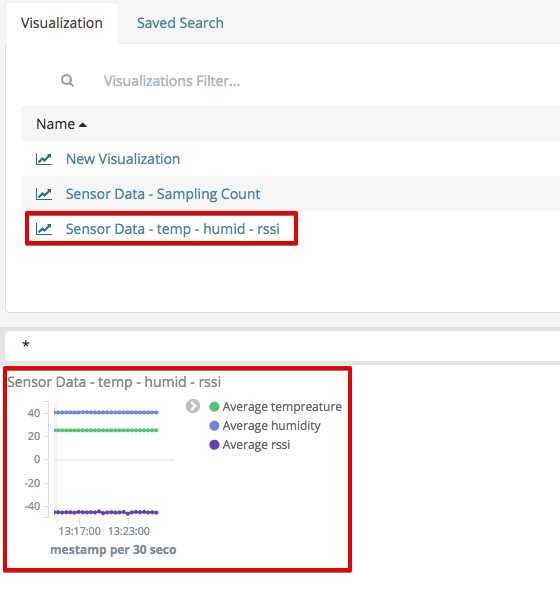 Visualization Saved Search
Visualizations Filter...
Name
New Visualization
Sensor Data - Sampling Count
Sensor Data - temp - humid - rssi
*
Sensor Data - temp - humid - rssi
Average tempreature
Average humidity
Average rssi
40
20
0
-20
-40
13:17:00 13:23:00
mestamp per 30 seco